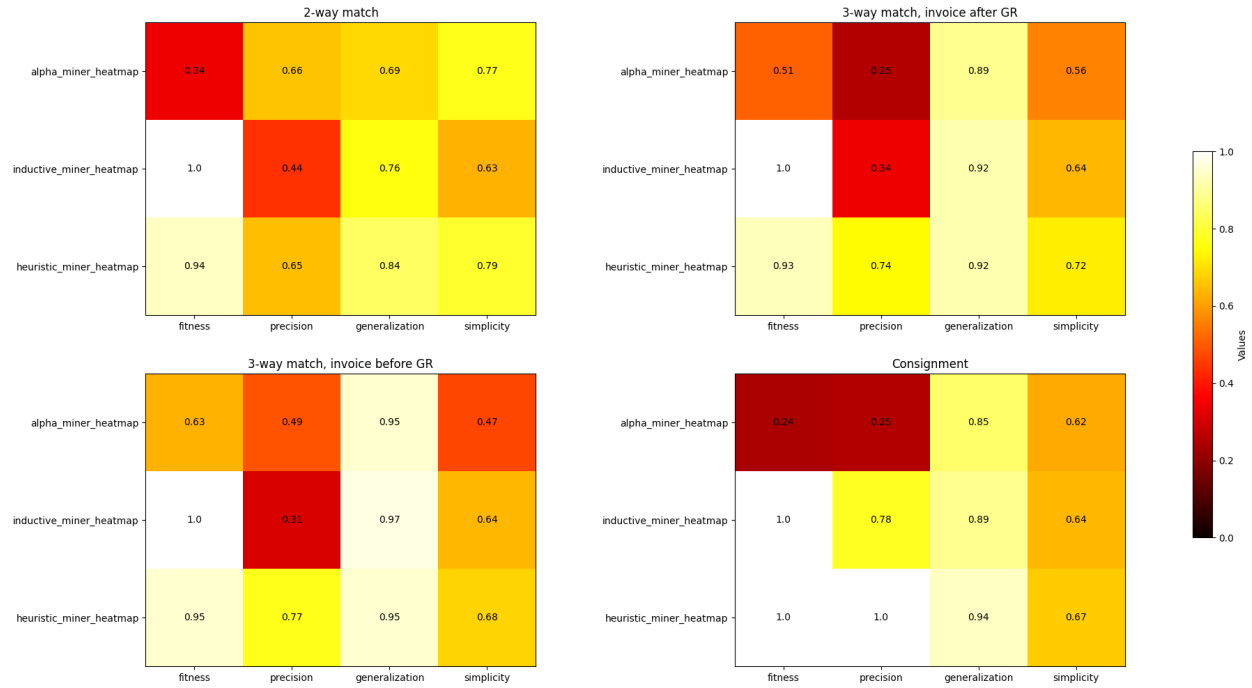 2-way match
alpha_miner_heatmap 0.34 0.66 0.69 0.77
inductive_miner_heatmap 1.0 0.44 0.76 0.63
heuristic_miner_heatmap 0.94 0.65 0.84 0.79
fitness precision generalization simplicity
3-way match, invoice after GR
alpha_miner_heatmap 0.51 0.25 0.89 0.56
inductive_miner_heatmap 1.0 0.34 0.92 0.64
heuristic_miner_heatmap 0.93 0.74 0.92 0.72
fitness precision generalization simplicity
3-way match, invoice before GR
alpha_miner_heatmap 0.63 0.49 0.95 0.47
inductive_miner_heatmap 1.0 0.31 0.97 0.64
heuristic_miner_heatmap 0.95 0.77 0.95 0.68
fitness precision generalization simplicity
Consignment
alpha_miner_heatmap 0.24 0.25 0.85 0.62
inductive_miner_heatmap 1.0 0.78 0.89 0.64
heuristic_miner_heatmap 1.0 1.0 0.94 0.67
fitness precision generalization simplicity
1.0
0.8
0.6
0.4
0.2
0.0
Values